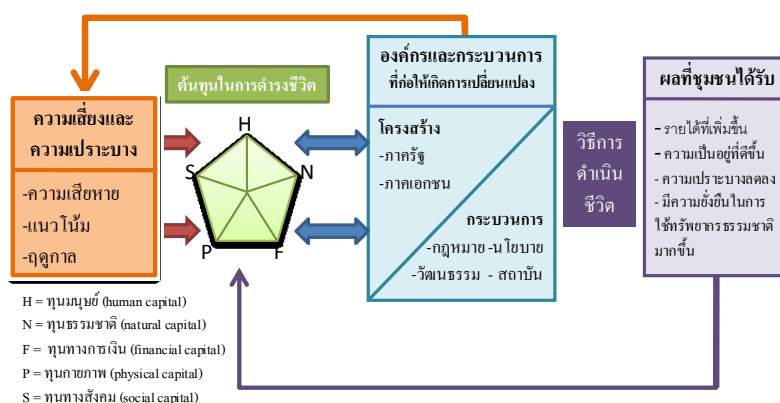 ความเสี่ยงและ
ความเปราะบาง
-ความเสียหาย
-แนวโน้ม
-ฤดูกาล
ต้นทุนในการดำรงชีวิต
H
S
N
P
F
องค์กรและกระบวนการ
ที่ก่อให้เกิดการเปลี่ยนแปลง
โครงสร้าง
-ภาครัฐ
-ภาคเอกชน
กระบวนการ
-กฎหมาย -นโยบาย
-วัฒนธรรม - สถาบัน
วิธีการ
ดำเนิน
ชีวิต
ผลที่ชุมชนได้รับ
- รายได้ที่เพิ่มขึ้น
- ความเป็นอยู่ที่ดีขึ้น
- ความเปราะบางลดลง
- มีความยั่งยืนในการ
ใช้ทรัพยากรธรรมชาติ
มากขึ้น
H = ทุนมนุษย์ (human capital)
N = ทุนธรรมชาติ (natural capital)
F = ทุนทางการเงิน (financial capital)
P = ทุนกายภาพ (physical capital)
S = ทุนทางสังคม (social capital)